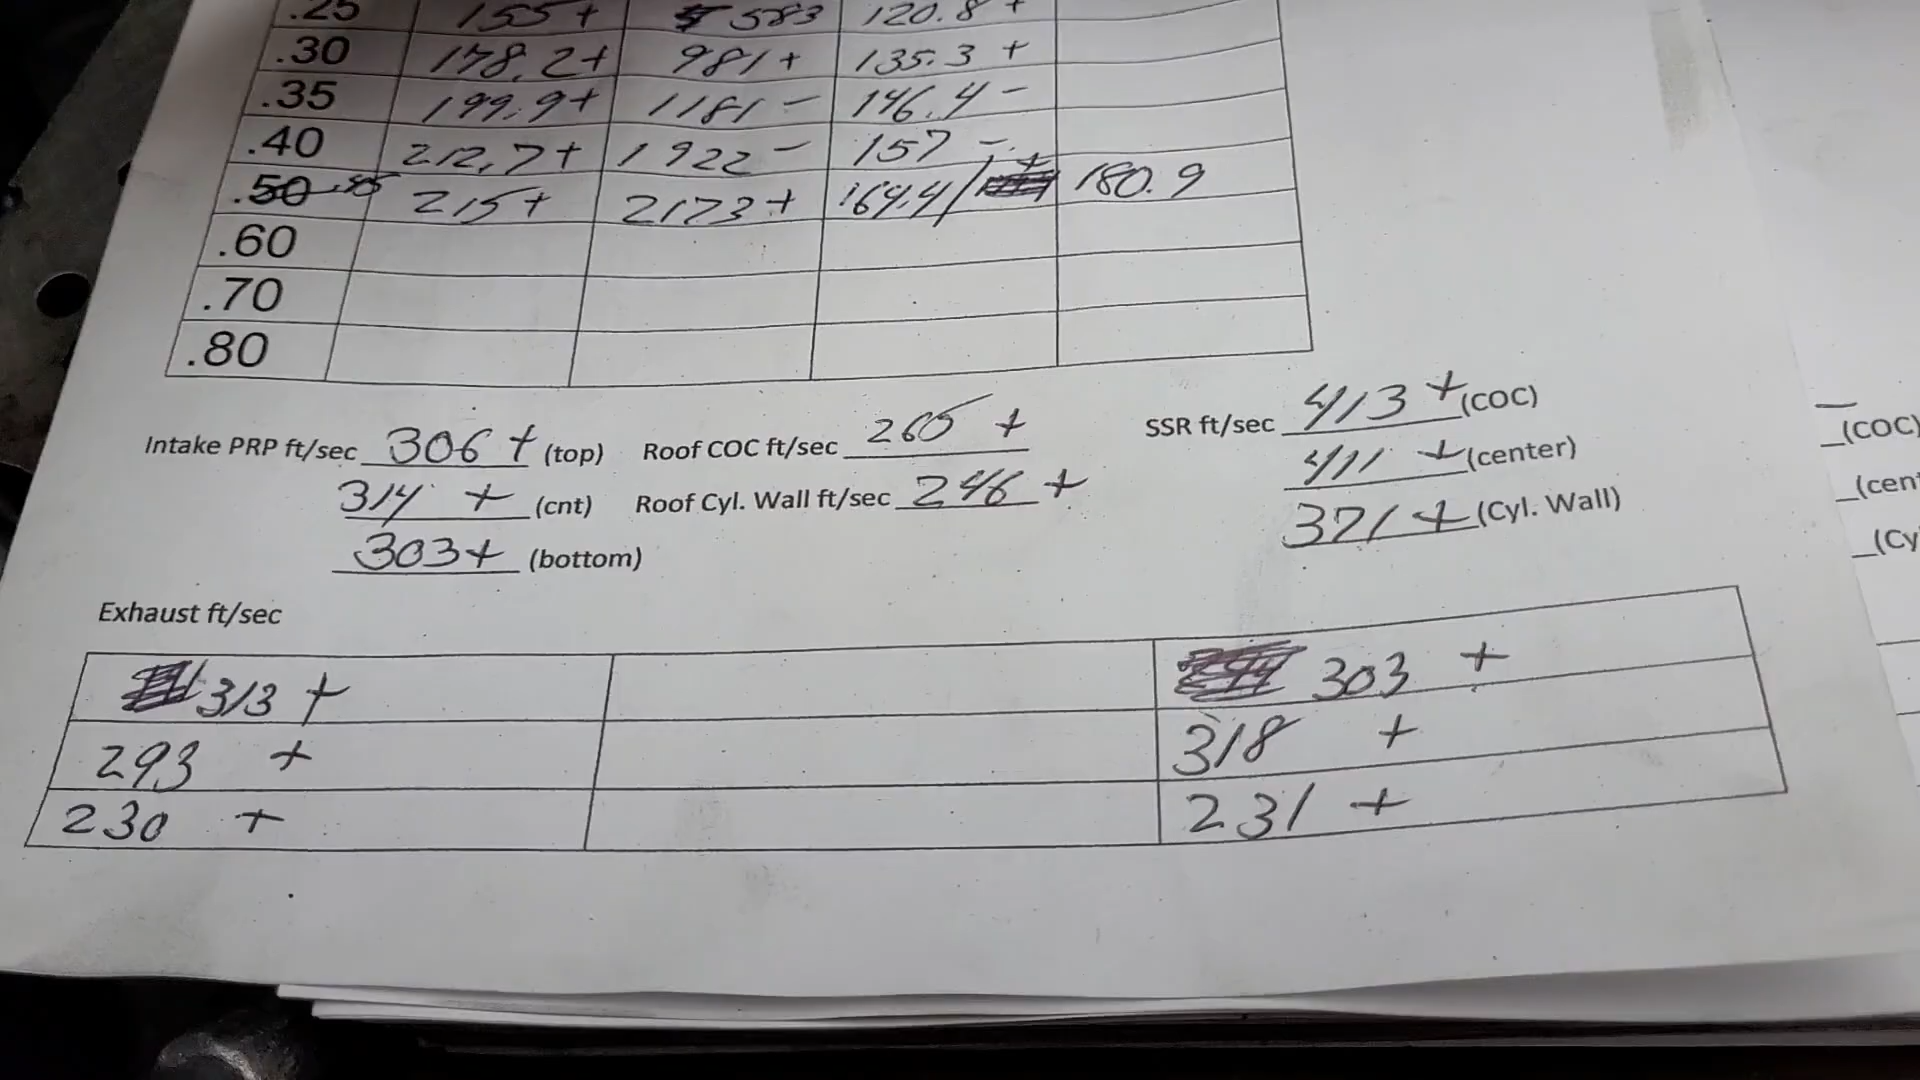 .25 155+ 583 120.8 +
.30 178.2+ 981+ 135.3 +
.35 199.9+ 1181 - 146.4 -
.40 212.7+ 1922 - 157 -
.50 215+ 2173+ 164.4/ + 180.9
.60
.70
.80
Intake PRP ft/sec 306 + (top) Roof COC ft/sec 265 + SSR ft/sec 413 + (COC)
314 + (cnt) Roof Cyl. Wall ft/sec 246 + 411 + (center)
303+ (bottom) 371 + (Cyl. Wall)
(COC)
(cen
(Cy
Exhaust ft/sec
313 + 303 +
293 + 318 +
230 + 231 +